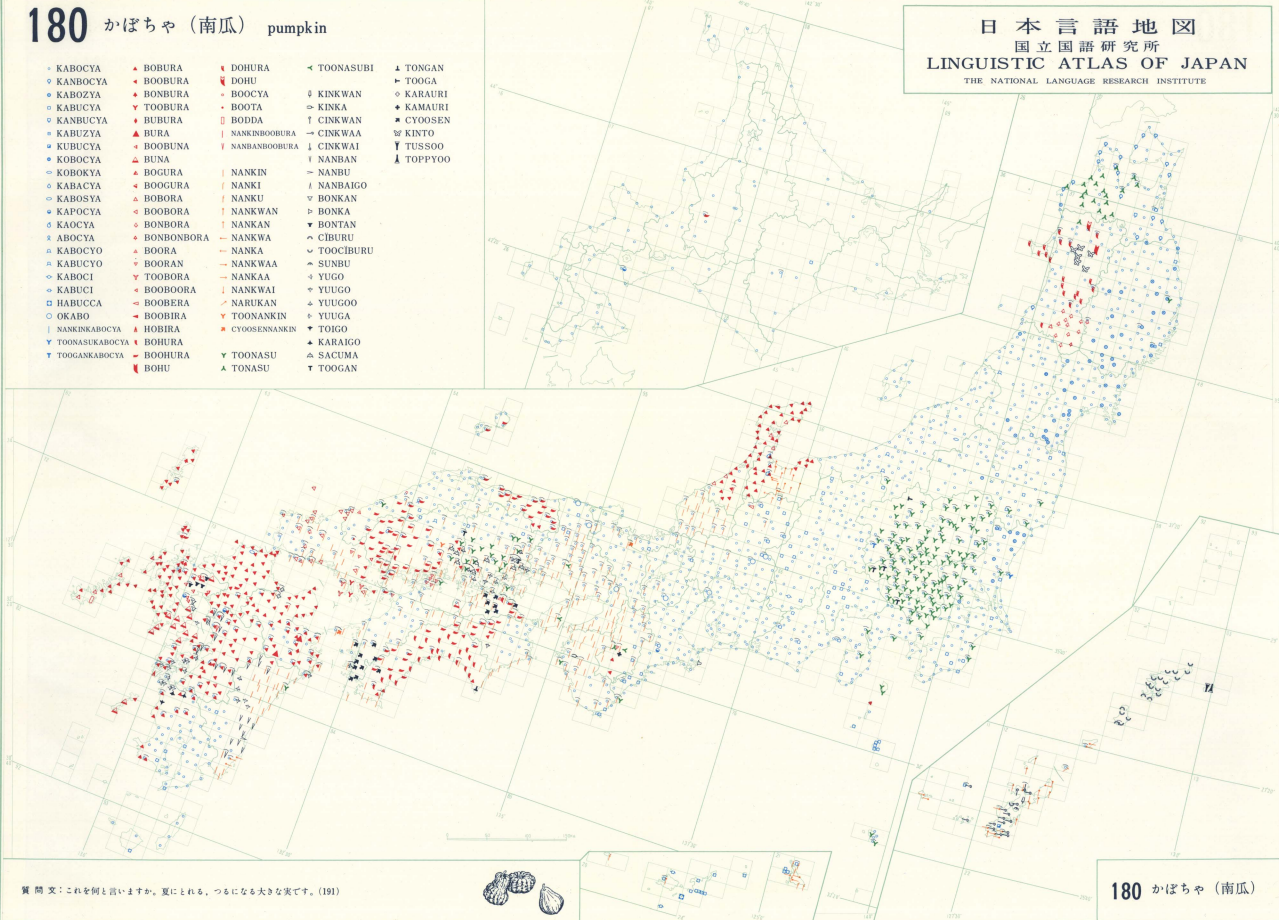 180 かぼちゃ（南瓜） pumpkin
日本言語地図
国立国語研究所
LINGUISTIC ATLAS OF JAPAN
THE NATIONAL LANGUAGE RESEARCH INSTITUTE
KABOCYA
KANBOCYA
KABOZYA
KABUCYA
KANBUCYA
KABUZYA
KUBUCYA
KOBOCYA
KOBOKYA
KABACYA
KABOSYA
KAPOCYA
KAOCYA
ABOCYA
KABOCYO
KABUCYO
KABOCI
KABUCI
HABUCCA
OKABO
NANKINKABOCYA
TOONASUKABOCYA
TOOGANKABOCYA
BOBURA
BOOBURA
BONBURA
TOOBURA
BUBURA
BURA
BOOBUNA
BUNA
BOGURA
BOOGURA
BOBORA
BOOBORA
BONBORA
BONBONBORA
BOORA
BOORAN
TOOBORA
BOOBOORA
BOOBERA
BOOBIRA
HOBIRA
BOHURA
BOOHURA
BOHU
DOHURA
DOHU
BOOCYA
BOOTA
BODDA
NANKINBOOBURA
NANBANBOOBURA
NANKIN
NANKI
NANKU
NANKWAN
NANKAN
NANKWA
NANKA
NANKWAA
NANKAA
NANKWAI
NARUKAN
TOONANKIN
CYOOSENNANKIN
TOONASU
TONASU
TOONASUBI
KINKWAN
KINKA
CINKWAN
CINKWAA
CINKWAI
NANBAN
NANBU
NANBAIGO
BONKAN
BONKA
BONTAN
CÏBURU
TOOCÏBURU
SUNBU
YUGO
YUUGO
YUUGOO
YUUGA
TOIGO
KARAIGO
SACUMA
TOOGAN
TONGAN
TOOGA
KARAURI
KAMAURI
CYOOSEN
KINTO
TUSSOO
TOPPYOO
質問文：これを何と言いますか。夏にとれる，つるになる大きな実です。(191)
180 かぼちゃ（南瓜）